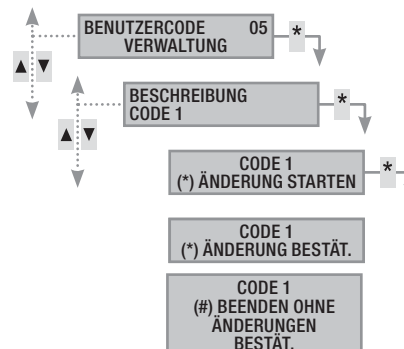 BENUTZERCODE 05
VERWALTUNG
*
▲ ▼
BESCHREIBUNG
CODE 1
*
▲ ▼
CODE 1
(*) ÄNDERUNG STARTEN
*
CODE 1
(*) ÄNDERUNG BESTÄT.
CODE 1
(#) BEENDEN OHNE
ÄNDERUNGEN
BESTÄT.